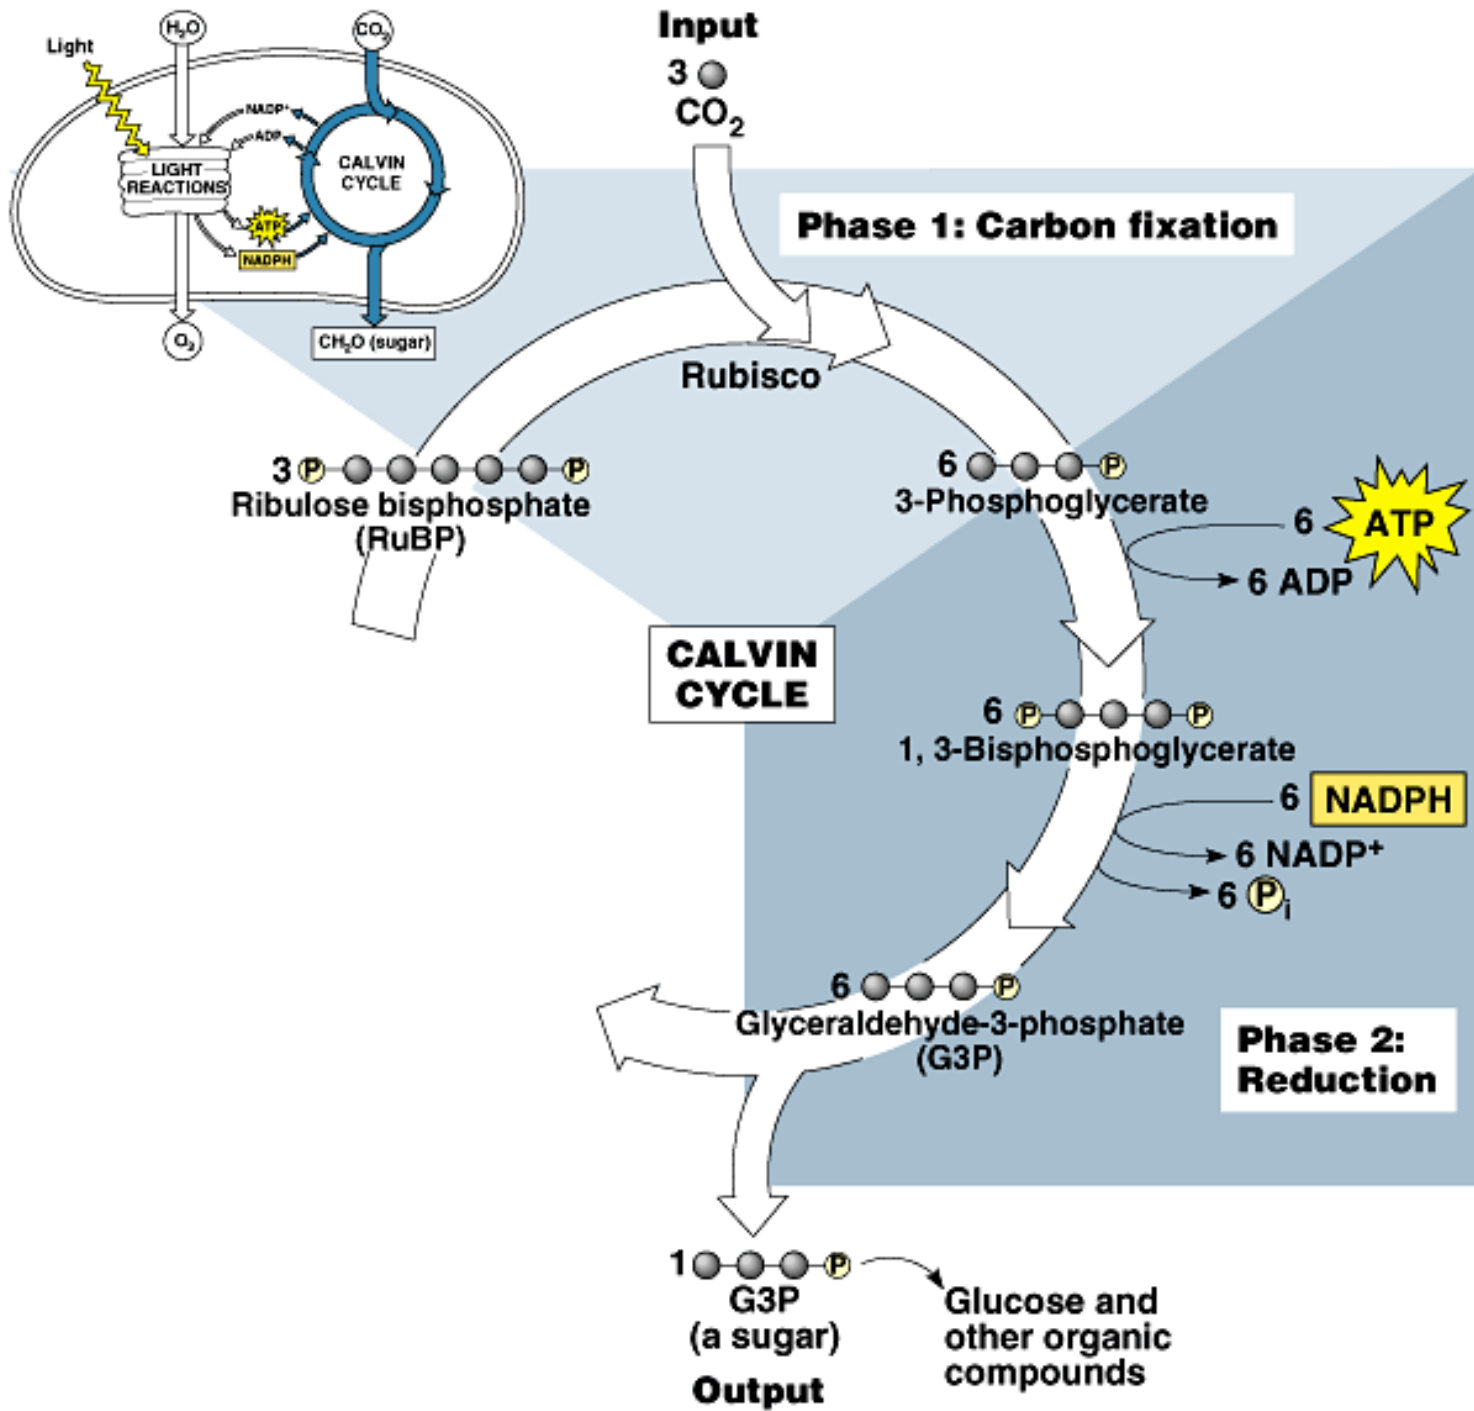 Light
H₂O
CO₂
NADP⁺
ADP
LIGHT
REACTIONS
CALVIN
CYCLE
ATP
NADPH
O₂
CH₂O (sugar)
Input
3
CO₂
Phase 1: Carbon fixation
Rubisco
3 P P
Ribulose bisphosphate
(RuBP)
6 P
3-Phosphoglycerate
6 ATP
6 ADP
CALVIN
CYCLE
6 P P
1, 3-Bisphosphoglycerate
6 NADPH
6 NADP⁺
6 Pᵢ
6 P
Glyceraldehyde-3-phosphate
(G3P)
Phase 2:
Reduction
1 P
G3P
(a sugar)
Output
Glucose and
other organic
compounds